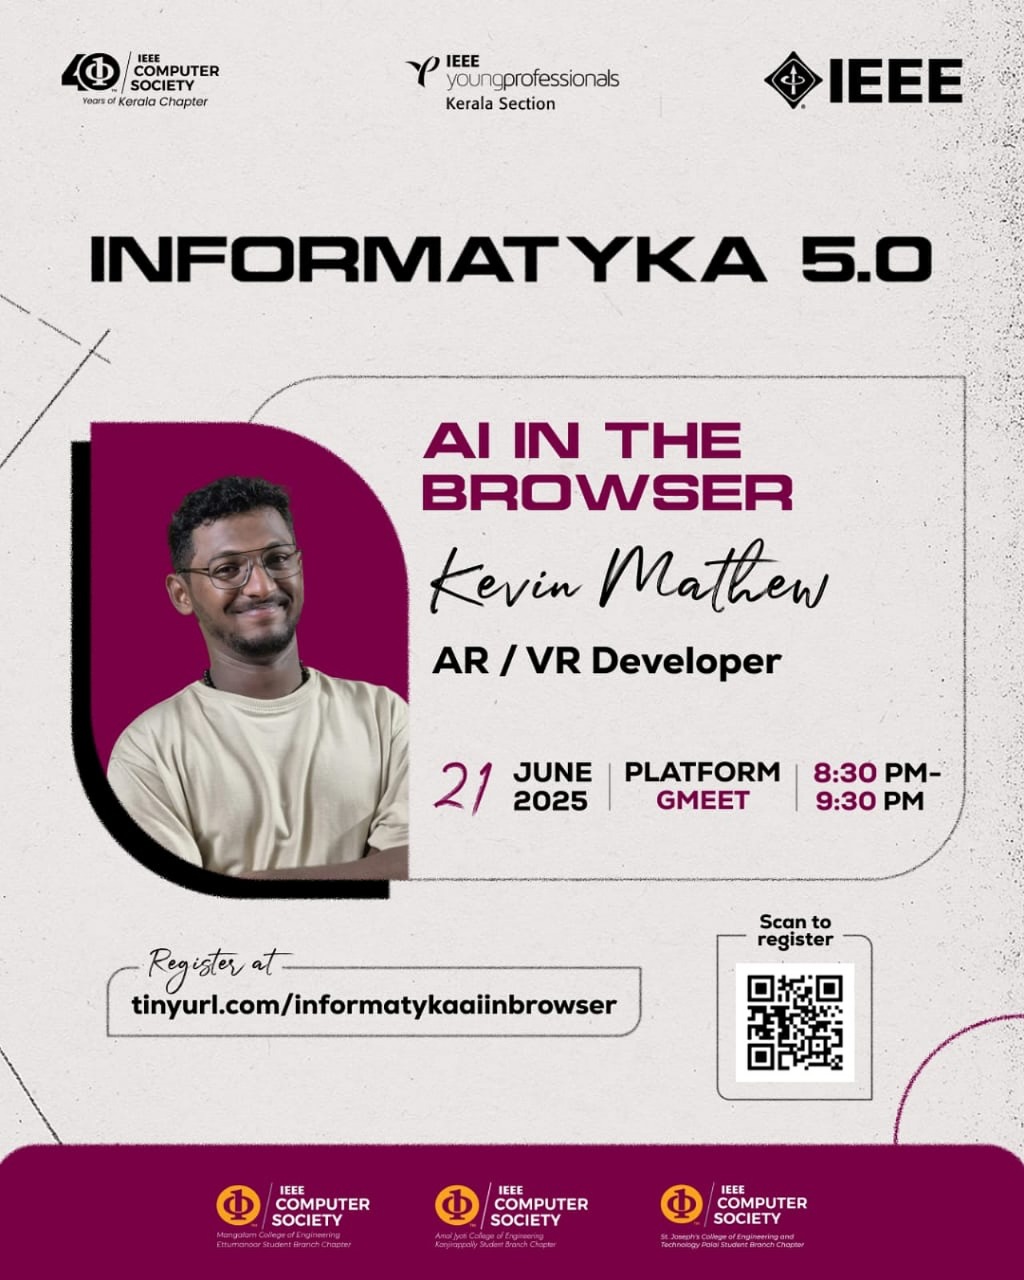 40 IEEE
COMPUTER
SOCIETY
Years of Kerala Chapter
IEEE
youngprofessionals
Kerala Section
IEEE
INFORMATYKA 5.0
AI IN THE
BROWSER
Kevin Mathew
AR / VR Developer
21 JUNE
2025
PLATFORM
GMEET
8:30 PM-
9:30 PM
Scan to
register
Register at
tinyurl.com/informatykaaiinbrowser
IEEE
COMPUTER
SOCIETY
Mangalam College of Engineering
Ettumanoor Student Branch Chapter
IEEE
COMPUTER
SOCIETY
Amal Jyoti College of Engineering
Kanjirappally Student Branch Chapter
IEEE
COMPUTER
SOCIETY
St. Joseph's College of Engineering and
Technology Palai Student Branch Chapter